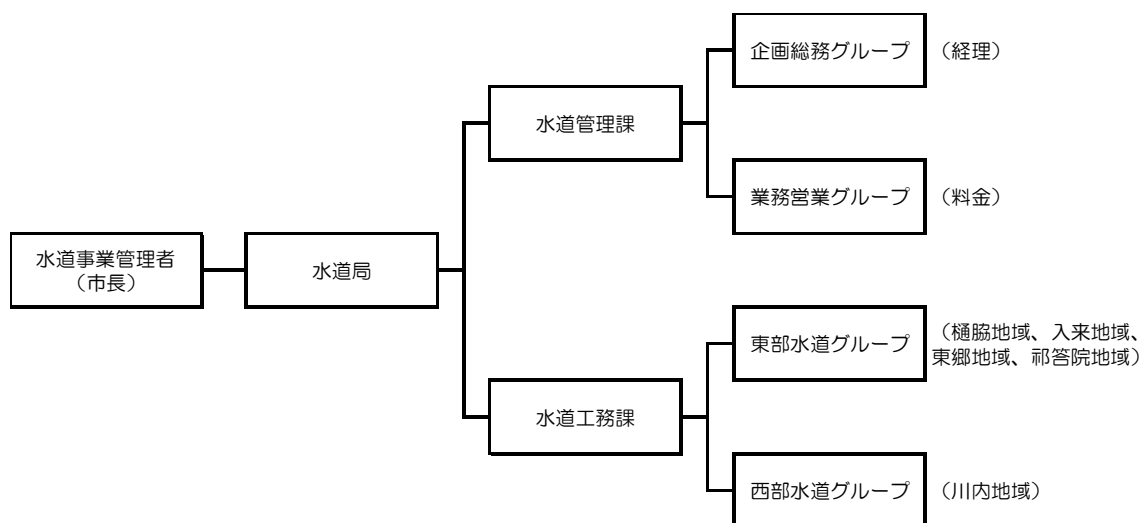 企画総務グループ （経理）
水道管理課
業務営業グループ （料金）
水道事業管理者
（市長）
水道局
東部水道グループ
（樋脇地域、入来地域、
東郷地域、祁答院地域）
水道工務課
西部水道グループ （川内地域）